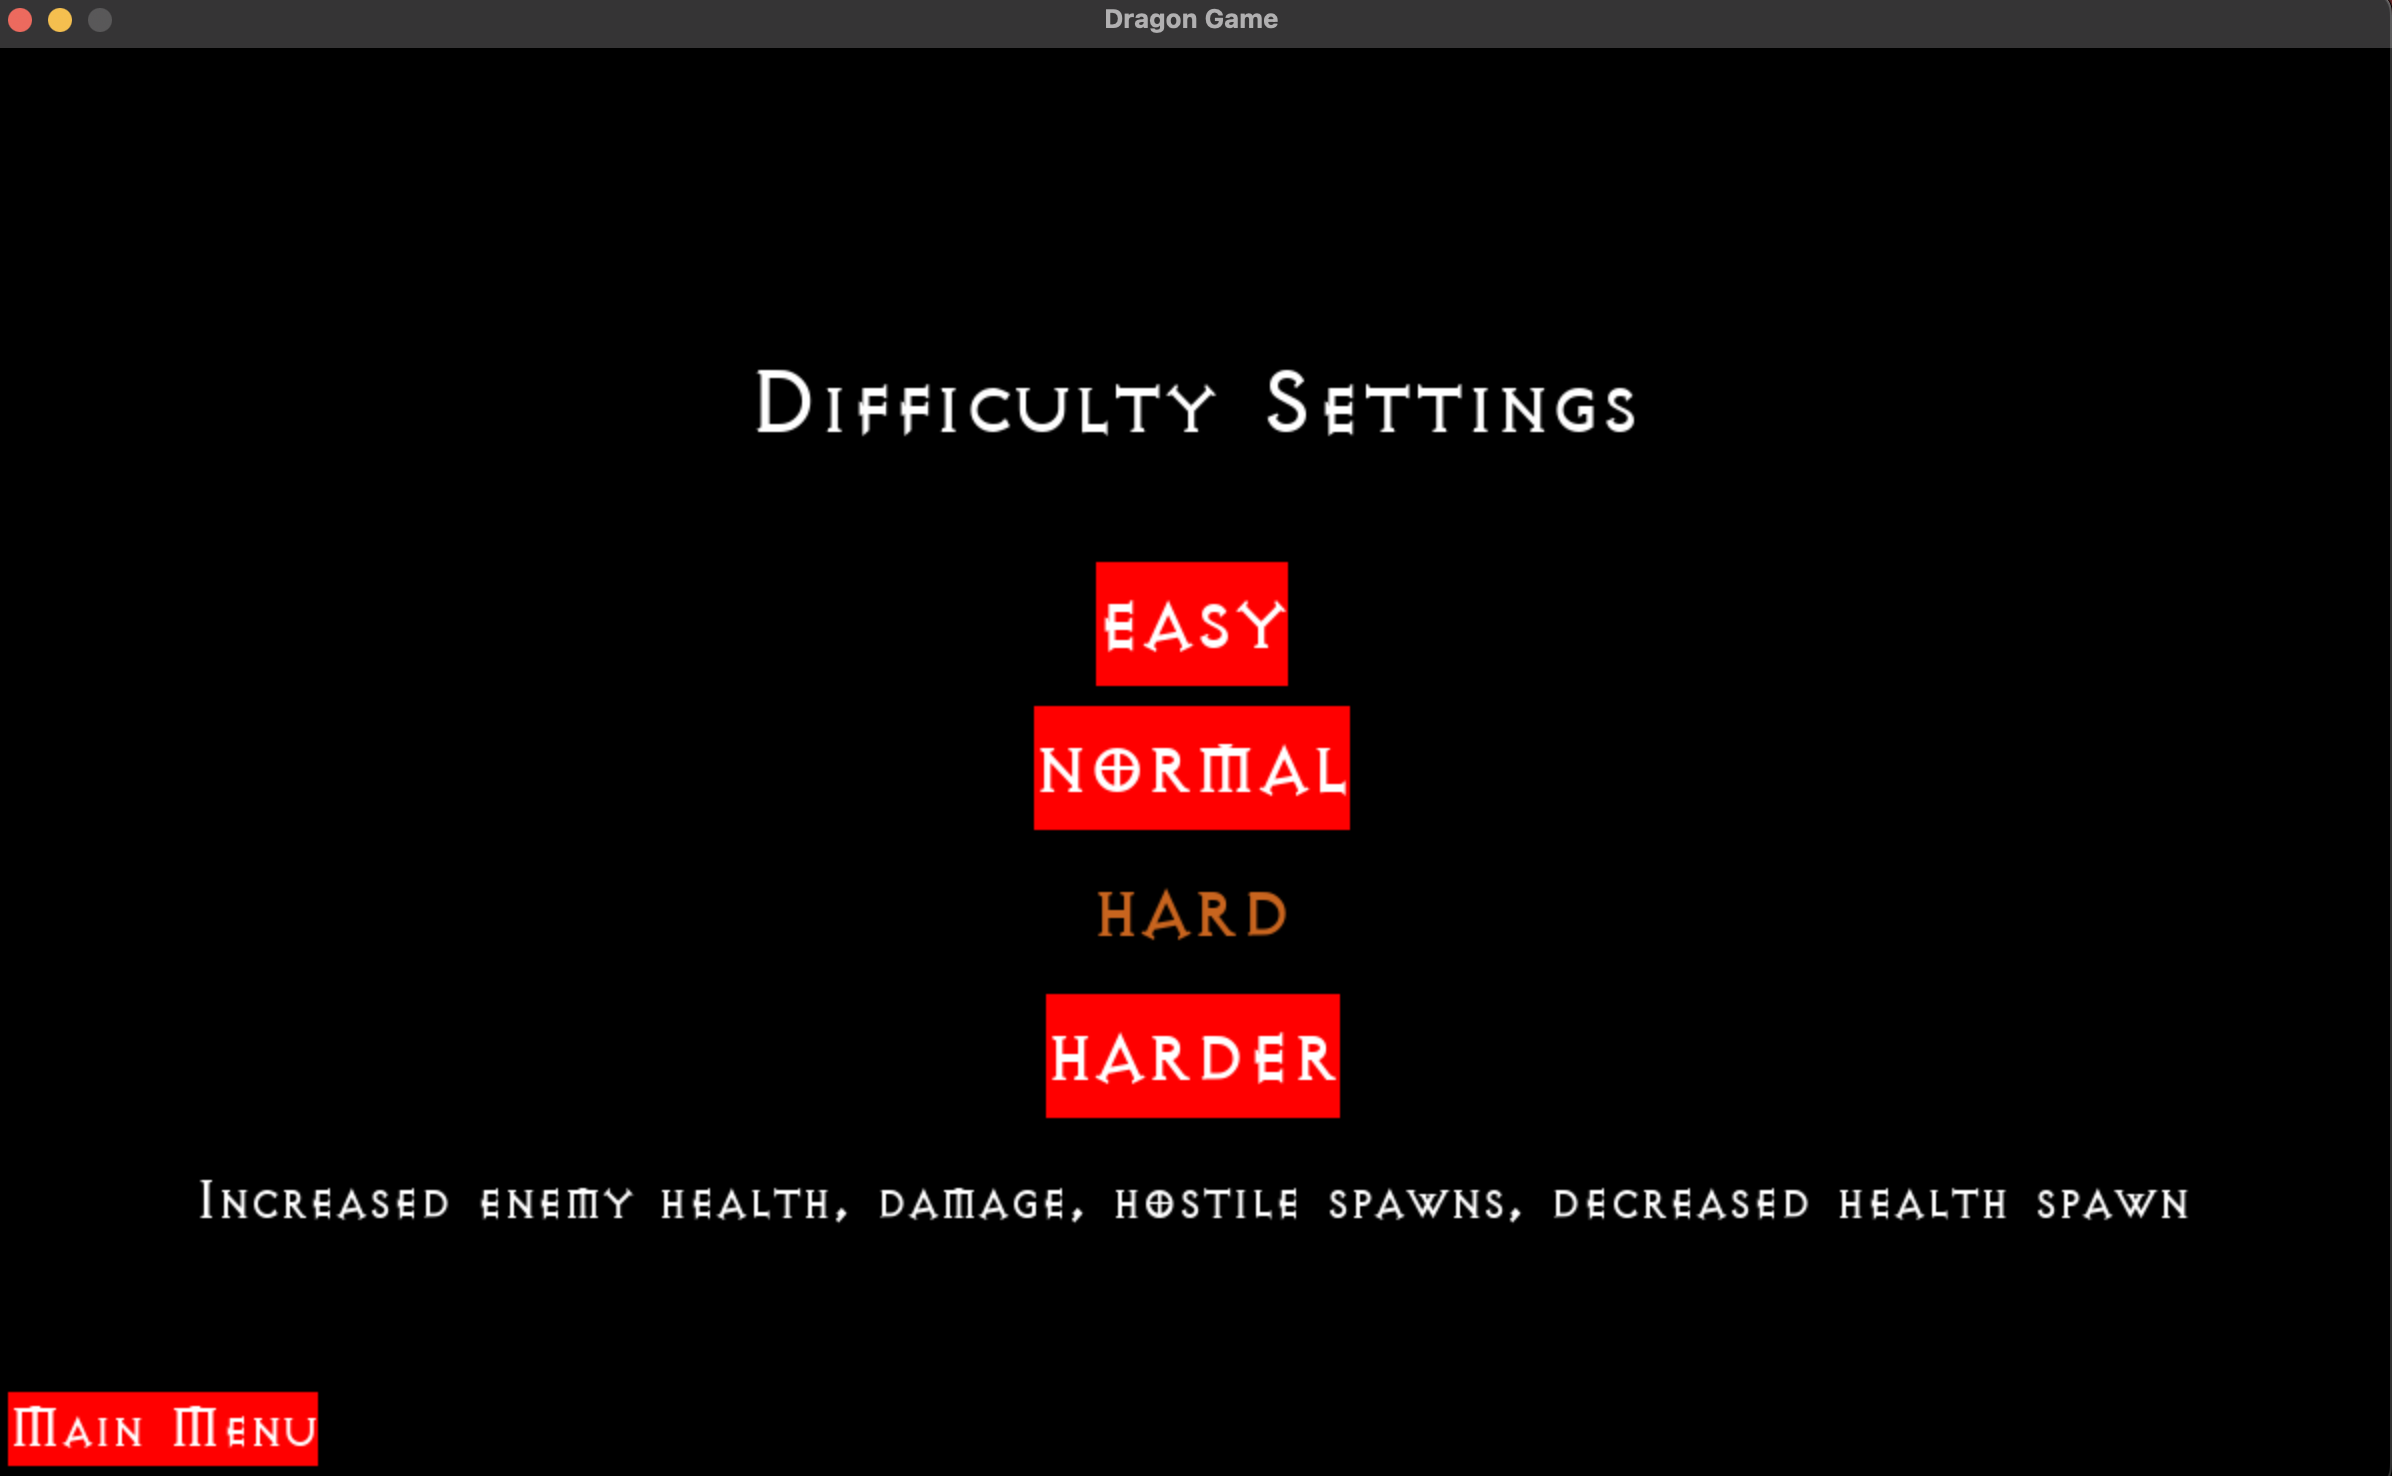 Dragon Game
Difficulty Settings
EASY
NORMAL
HARD
HARDER
Increased enemy health, damage, hostile spawns, decreased health spawn
Main Menu